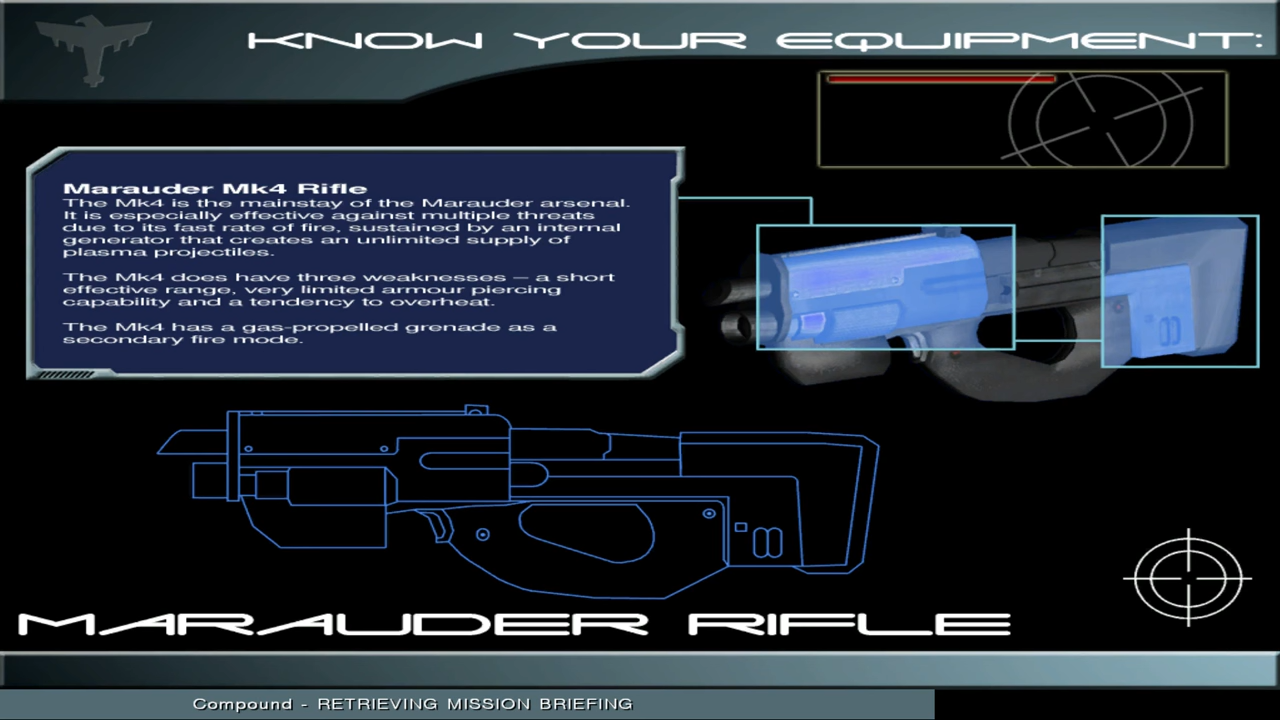 KNOW YOUR EQUIPMENT:
Marauder Mk4 Rifle
The Mk4 is the mainstay of the Marauder arsenal.
It is especially effective against multiple threats
due to its fast rate of fire, sustained by an internal
generator that creates an unlimited supply of
plasma projectiles.
The Mk4 does have three weaknesses – a short
effective range, very limited armour piercing
capability and a tendency to overheat.
The Mk4 has a gas-propelled grenade as a
secondary fire mode.
MARAUDER RIFLE
Compound - RETRIEVING MISSION BRIEFING